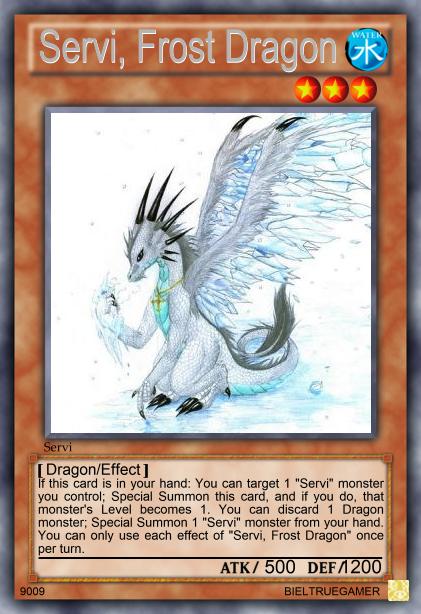 Servi, Frost Dragon
WATER
水
Servi
[ Dragon/Effect ]
If this card is in your hand: You can target 1 "Servi" monster
you control; Special Summon this card, and if you do, that
monster's Level becomes 1. You can discard 1 Dragon
monster; Special Summon 1 "Servi" monster from your hand.
You can only use each effect of "Servi, Frost Dragon" once
per turn.
ATK/ 500 DEF/1200
9009 BIELTRUEGAMER